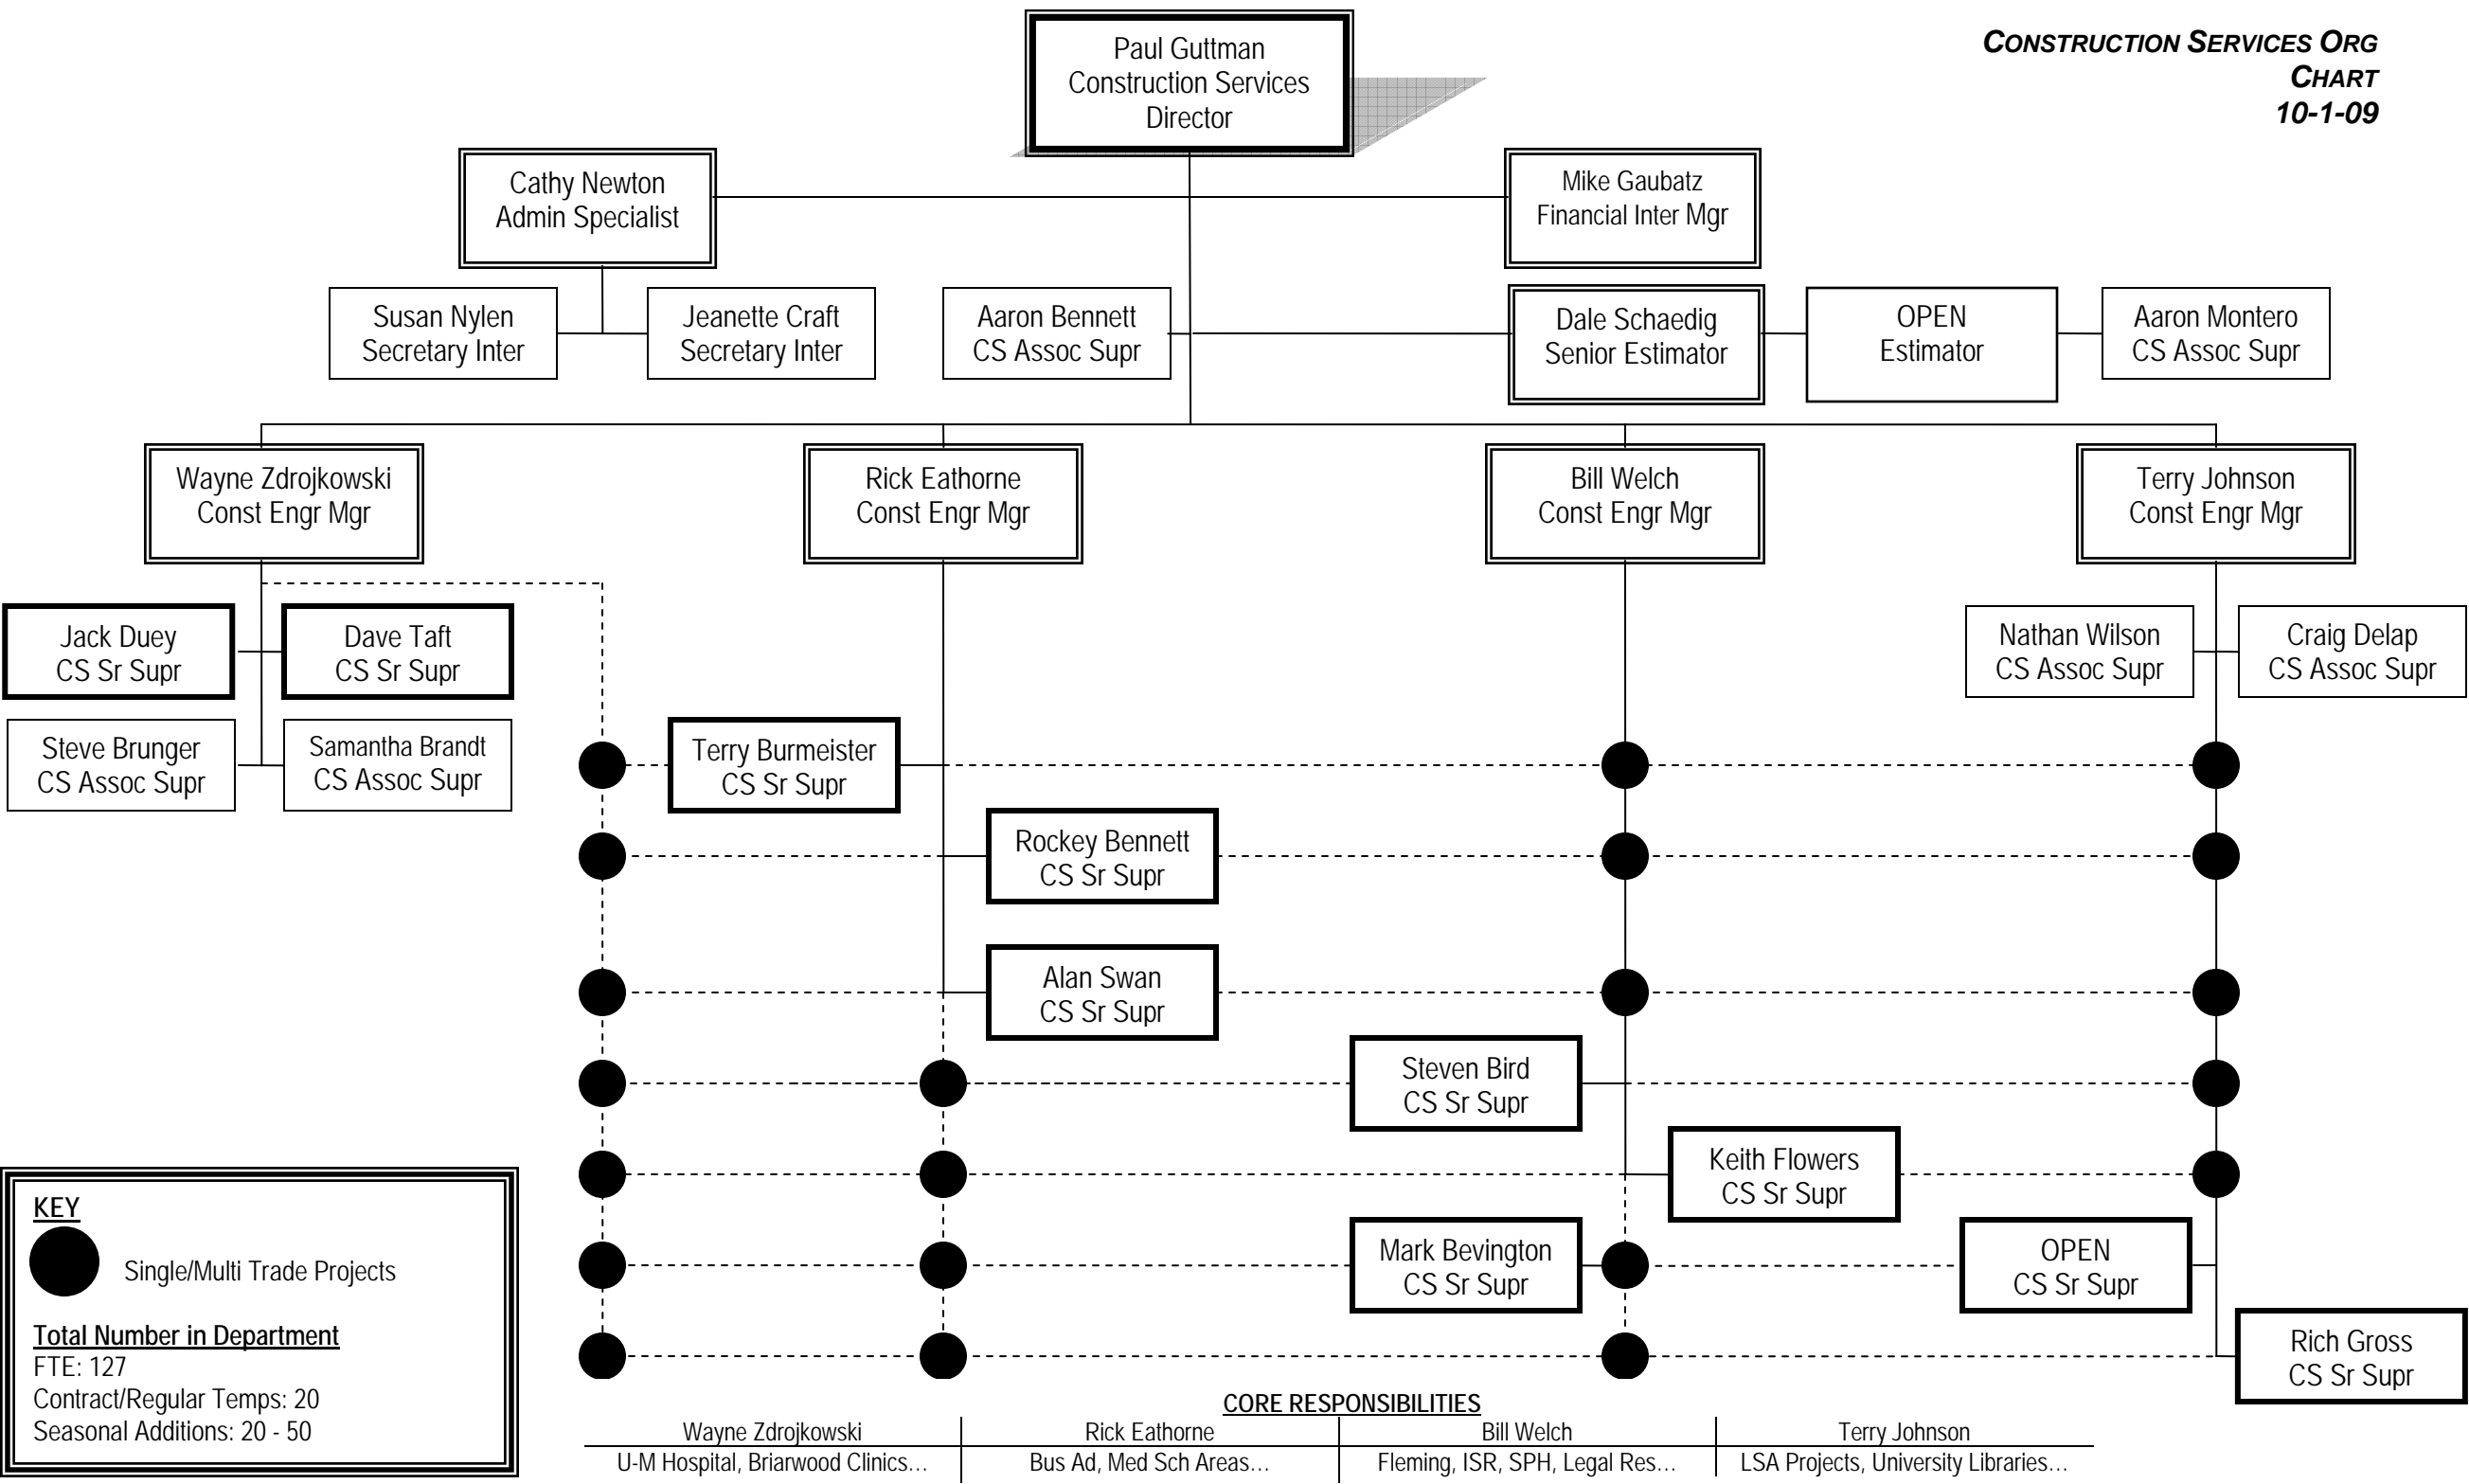 CONSTRUCTION SERVICES ORG
CHART
10-1-09
Paul Guttman
Construction Services
Director
Cathy Newton
Admin Specialist
Mike Gaubatz
Financial Inter Mgr
Susan Nylen
Secretary Inter
Jeanette Craft
Secretary Inter
Aaron Bennett
CS Assoc Supr
Dale Schaedig
Senior Estimator
OPEN
Estimator
Aaron Montero
CS Assoc Supr
Wayne Zdrojkowski
Const Engr Mgr
Rick Eathorne
Const Engr Mgr
Bill Welch
Const Engr Mgr
Terry Johnson
Const Engr Mgr
Jack Duey
CS Sr Supr
Dave Taft
CS Sr Supr
Nathan Wilson
CS Assoc Supr
Craig Delap
CS Assoc Supr
Steve Brunger
CS Assoc Supr
Samantha Brandt
CS Assoc Supr
Terry Burmeister
CS Sr Supr
Rockey Bennett
CS Sr Supr
Alan Swan
CS Sr Supr
Steven Bird
CS Sr Supr
Keith Flowers
CS Sr Supr
Mark Bevington
CS Sr Supr
OPEN
CS Sr Supr
Rich Gross
CS Sr Supr
KEY
Single/Multi Trade Projects
Total Number in Department
FTE: 127
Contract/Regular Temps: 20
Seasonal Additions: 20 - 50
CORE RESPONSIBILITIES
Wayne Zdrojkowski
Rick Eathorne
Bill Welch
Terry Johnson
U-M Hospital, Briarwood Clinics…
Bus Ad, Med Sch Areas…
Fleming, ISR, SPH, Legal Res…
LSA Projects, University Libraries…